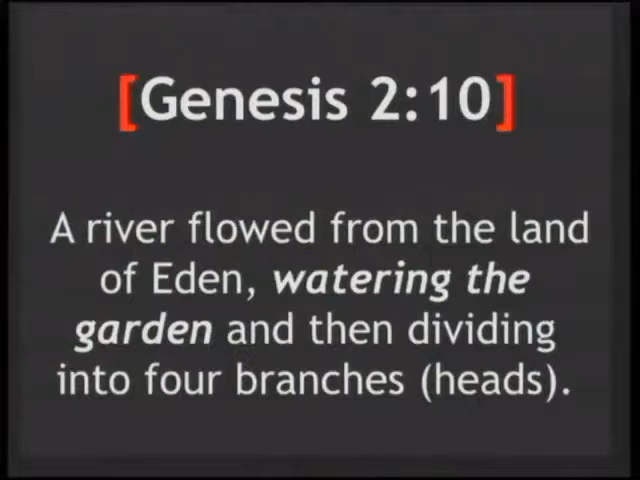 [Genesis 2:10]
A river flowed from the land
of Eden, watering the
garden and then dividing
into four branches (heads).